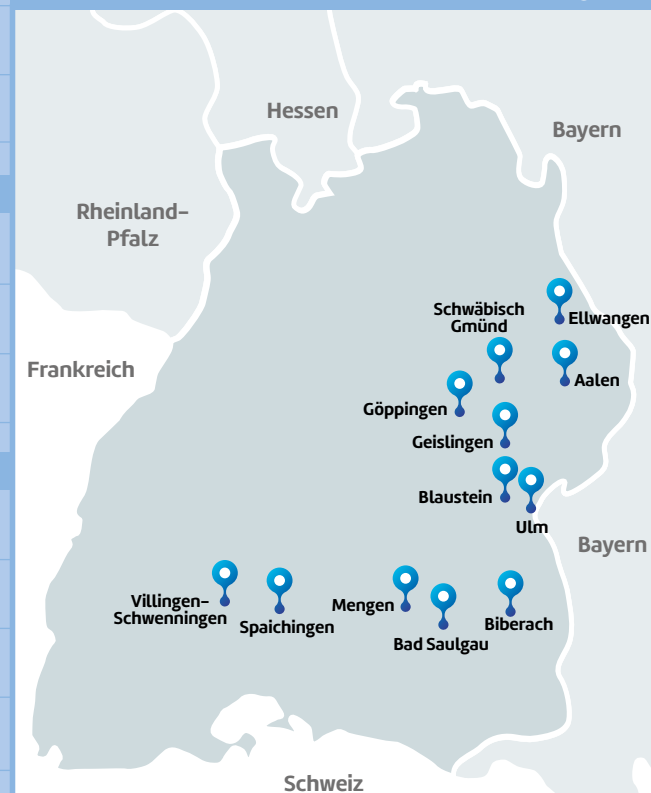 Hessen
Bayern
Rheinland-
Pfalz
Schwäbisch
Gmünd
Ellwangen
Frankreich
Aalen
Göppingen
Geislingen
Blaustein
Ulm
Bayern
Villingen-
Schwenningen
Spaichingen
Mengen
Bad Saulgau
Biberach
Schweiz